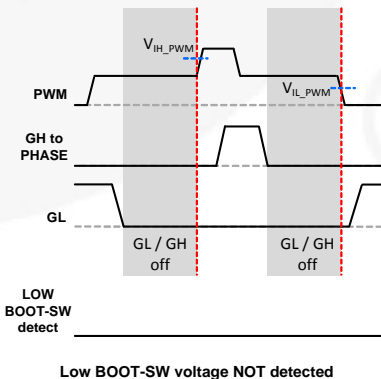 V_IH_PWM
V_IL_PWM
PWM
GH to
PHASE
GL
GL / GH
off
GL / GH
off
LOW
BOOT-SW
detect
Low BOOT-SW voltage NOT detected